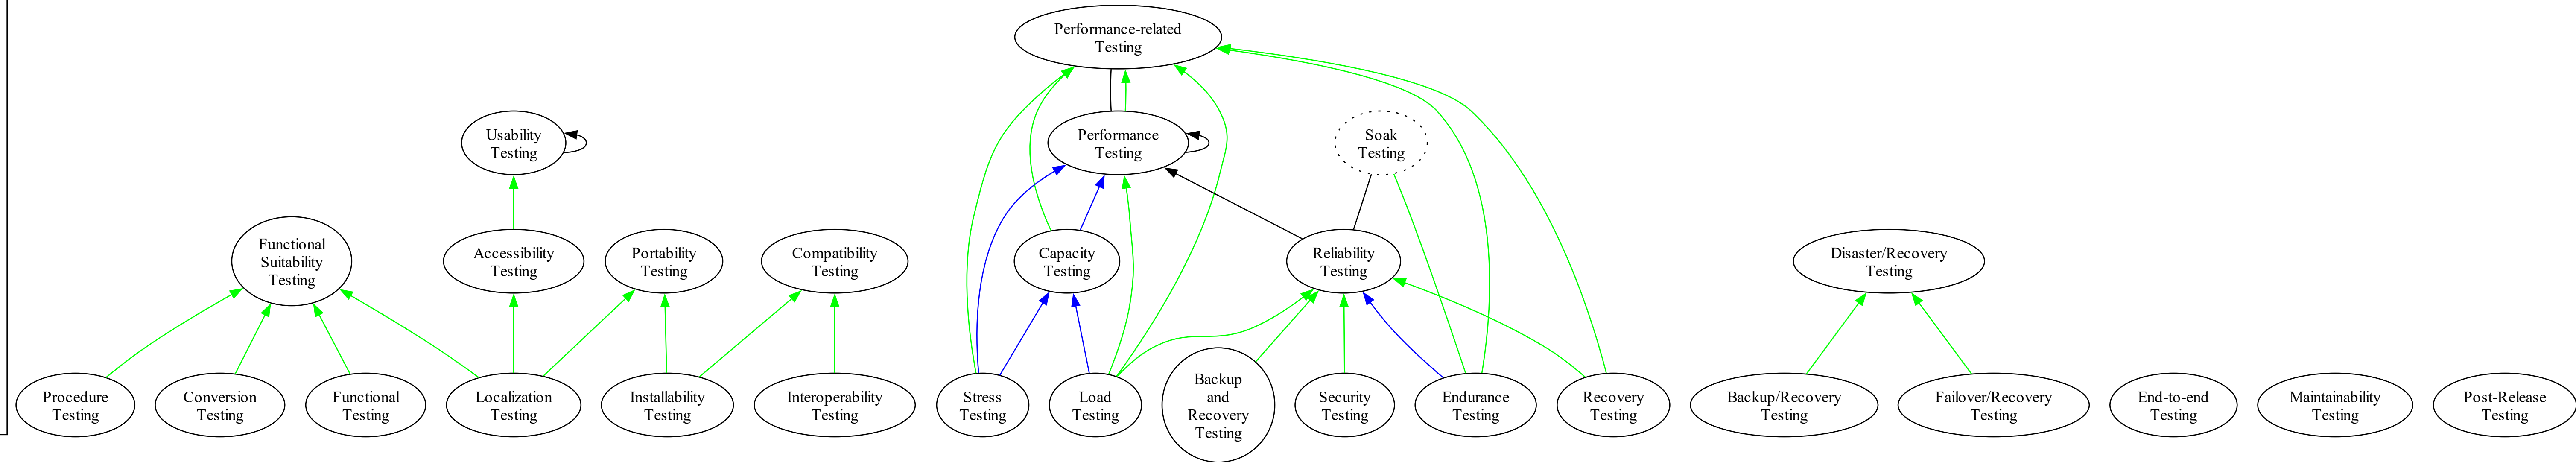 Performance-related
Testing
Usability
Testing
Performance
Testing
Soak
Testing
Functional
Suitability
Testing
Accessibility
Testing
Portability
Testing
Compatibility
Testing
Capacity
Testing
Reliability
Testing
Disaster/Recovery
Testing
Procedure
Testing
Conversion
Testing
Functional
Testing
Localization
Testing
Installability
Testing
Interoperability
Testing
Stress
Testing
Load
Testing
Backup
and
Recovery
Testing
Security
Testing
Endurance
Testing
Recovery
Testing
Backup/Recovery
Testing
Failover/Recovery
Testing
End-to-end
Testing
Maintainability
Testing
Post-Release
Testing